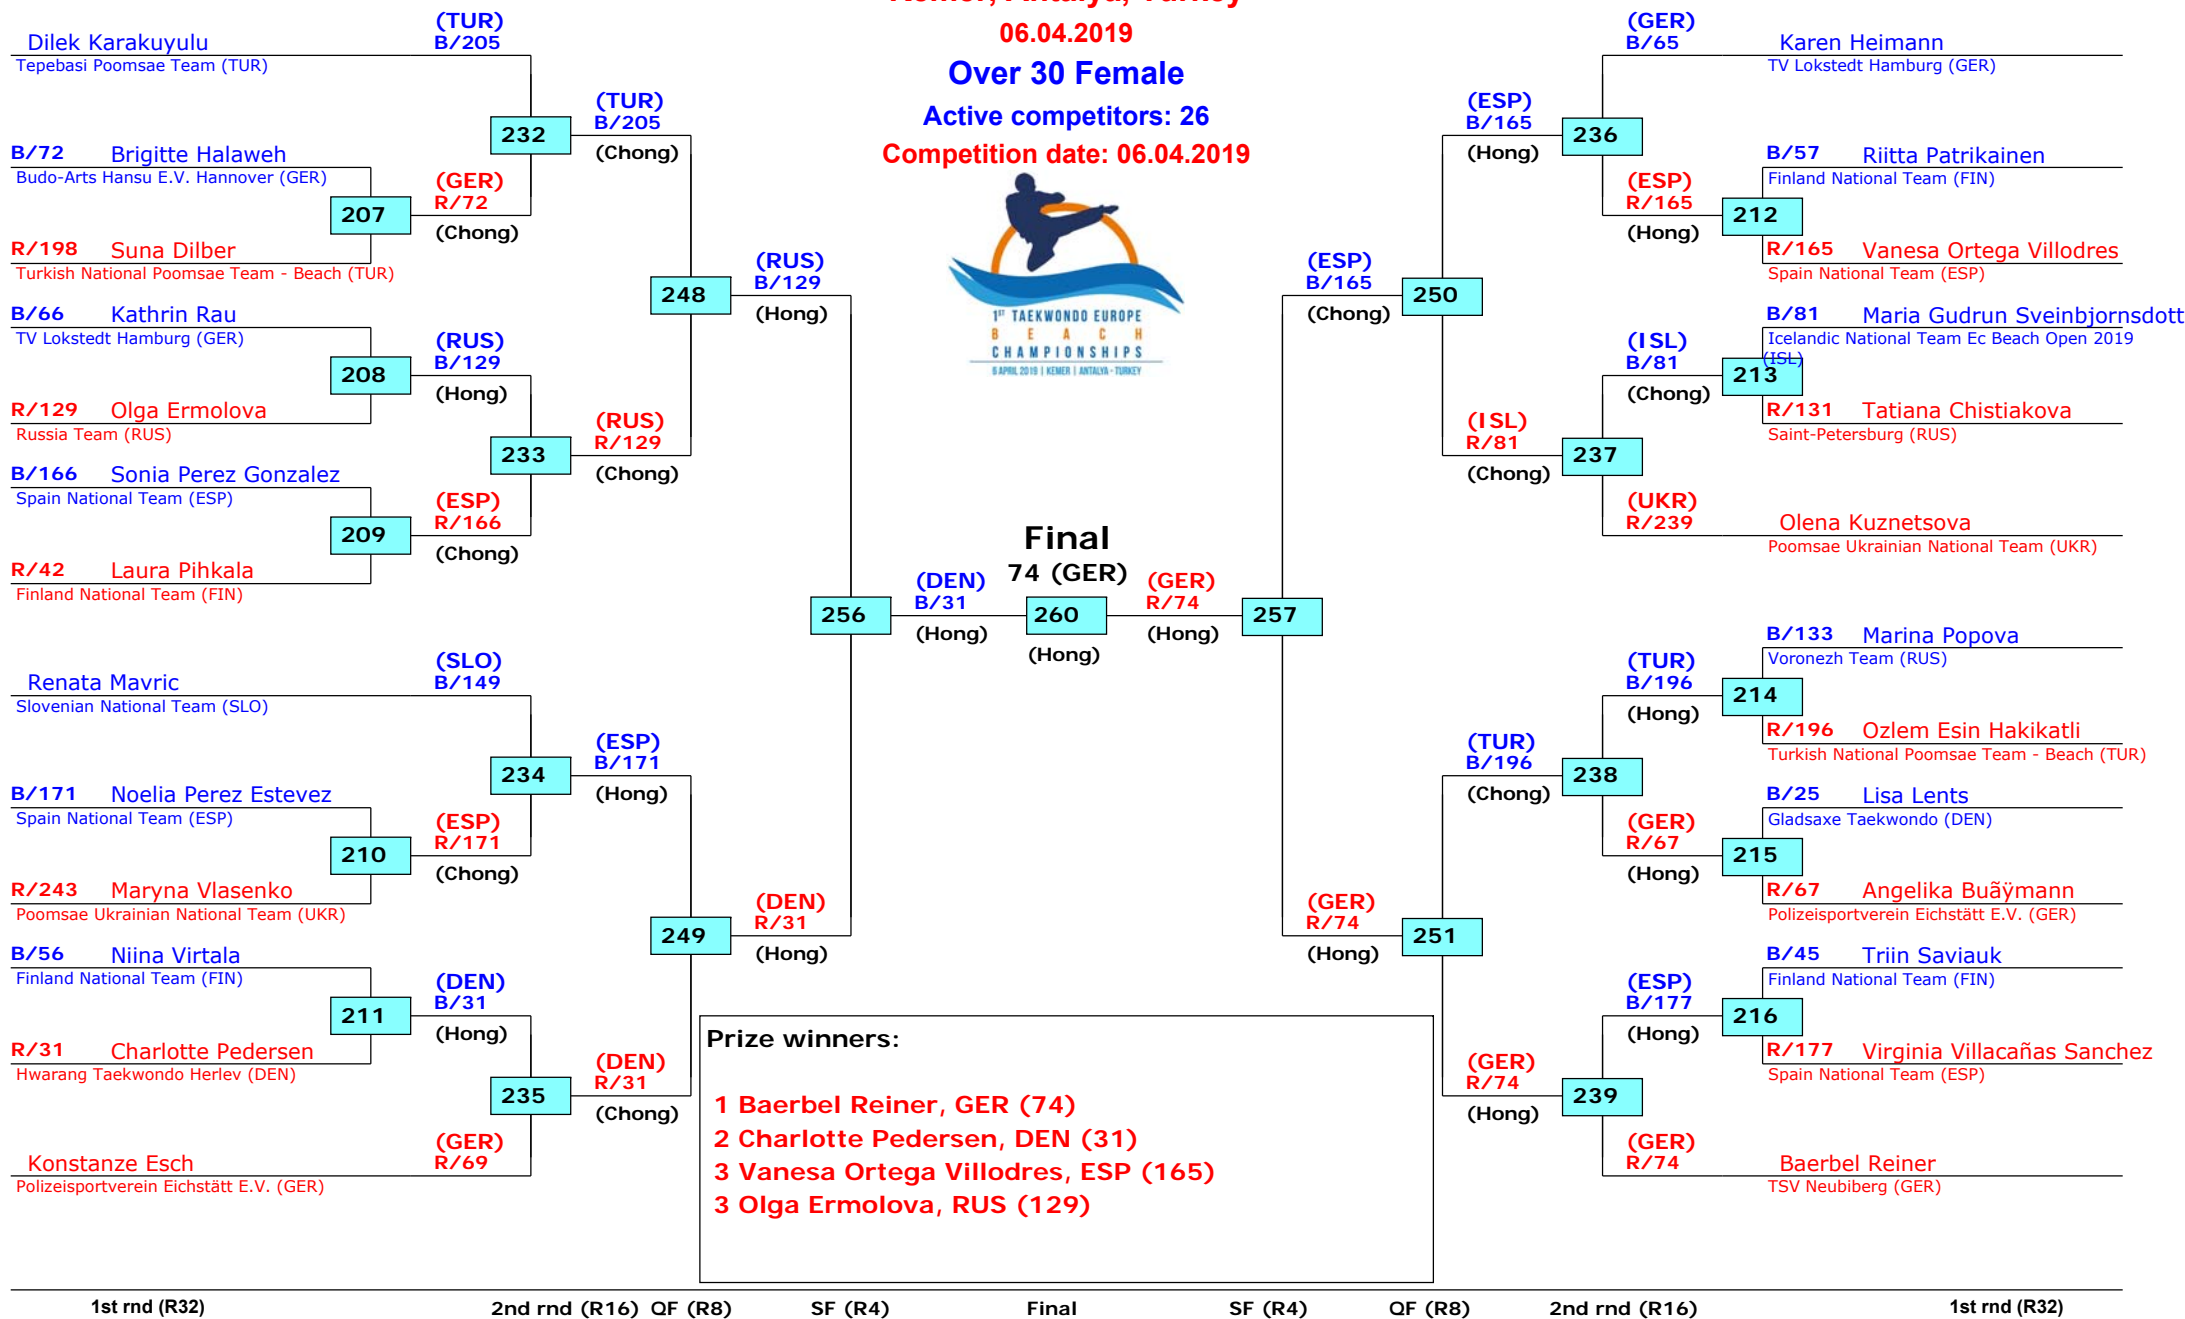 Kemer, Antalya, Turkey
06.04.2019
Over 30 Female
Active competitors: 26
Competition date: 06.04.2019
1ST TAEKWONDO EUROPE
BEACH
CHAMPIONSHIPS
6 APRIL 2019 | KEMER | ANTALYA - TURKEY
(TUR)
Dilek Karakuyulu B/205
Tepebasi Poomsae Team (TUR)
(TUR)
B/205
232
(Chong)
B/72 Brigitte Halaweh
Budo-Arts Hansu E.V. Hannover (GER)
(GER)
R/72
207
(Chong)
R/198 Suna Dilber
Turkish National Poomsae Team - Beach (TUR)
(RUS)
B/129
248
(Hong)
B/66 Kathrin Rau
TV Lokstedt Hamburg (GER)
(RUS)
B/129
208
(Hong)
R/129 Olga Ermolova
Russia Team (RUS)
(RUS)
R/129
233
(Chong)
B/166 Sonia Perez Gonzalez
Spain National Team (ESP)
(ESP)
R/166
209
(Chong)
R/42 Laura Pihkala
Finland National Team (FIN)
256
(DEN)
B/31
(Hong)
Final
74 (GER)
260
(Hong)
(GER)
R/74
(Hong)
257
(SLO)
Renata Mavric B/149
Slovenian National Team (SLO)
(ESP)
B/171
234
(Hong)
B/171 Noelia Perez Estevez
Spain National Team (ESP)
(ESP)
R/171
210
(Chong)
R/243 Maryna Vlasenko
Poomsae Ukrainian National Team (UKR)
(DEN)
R/31
249
(Hong)
B/56 Niina Virtala
Finland National Team (FIN)
(DEN)
B/31
211
(Hong)
R/31 Charlotte Pedersen
Hwarang Taekwondo Herlev (DEN)
(DEN)
R/31
235
(Chong)
(GER)
Konstanze Esch R/69
Polizeisportverein Eichstätt E.V. (GER)
(GER)
B/65 Karen Heimann
TV Lokstedt Hamburg (GER)
(ESP)
B/165
236
(Hong)
B/57 Riitta Patrikainen
Finland National Team (FIN)
(ESP)
R/165
212
(Hong)
R/165 Vanesa Ortega Villodres
Spain National Team (ESP)
(ESP)
B/165
250
(Chong)
B/81 Maria Gudrun Sveinbjornsdott
Icelandic National Team Ec Beach Open 2019
(ISL)
(ISL)
B/81
213
(Chong)
R/131 Tatiana Chistiakova
Saint-Petersburg (RUS)
(ISL)
R/81
237
(Chong)
(UKR)
R/239 Olena Kuznetsova
Poomsae Ukrainian National Team (UKR)
B/133 Marina Popova
Voronezh Team (RUS)
(TUR)
B/196
214
(Hong)
R/196 Ozlem Esin Hakikatli
Turkish National Poomsae Team - Beach (TUR)
(TUR)
B/196
238
(Chong)
B/25 Lisa Lents
Gladsaxe Taekwondo (DEN)
(GER)
R/67
215
(Hong)
R/67 Angelika Buãÿmann
Polizeisportverein Eichstätt E.V. (GER)
(GER)
R/74
251
(Hong)
B/45 Triin Saviauk
Finland National Team (FIN)
(ESP)
B/177
216
(Hong)
R/177 Virginia Villacañas Sanchez
Spain National Team (ESP)
(GER)
R/74
239
(Hong)
(GER)
R/74 Baerbel Reiner
TSV Neubiberg (GER)
Prize winners:
1 Baerbel Reiner, GER (74)
2 Charlotte Pedersen, DEN (31)
3 Vanesa Ortega Villodres, ESP (165)
3 Olga Ermolova, RUS (129)
1st rnd (R32) 2nd rnd (R16) QF (R8) SF (R4) Final SF (R4) QF (R8) 2nd rnd (R16) 1st rnd (R32)